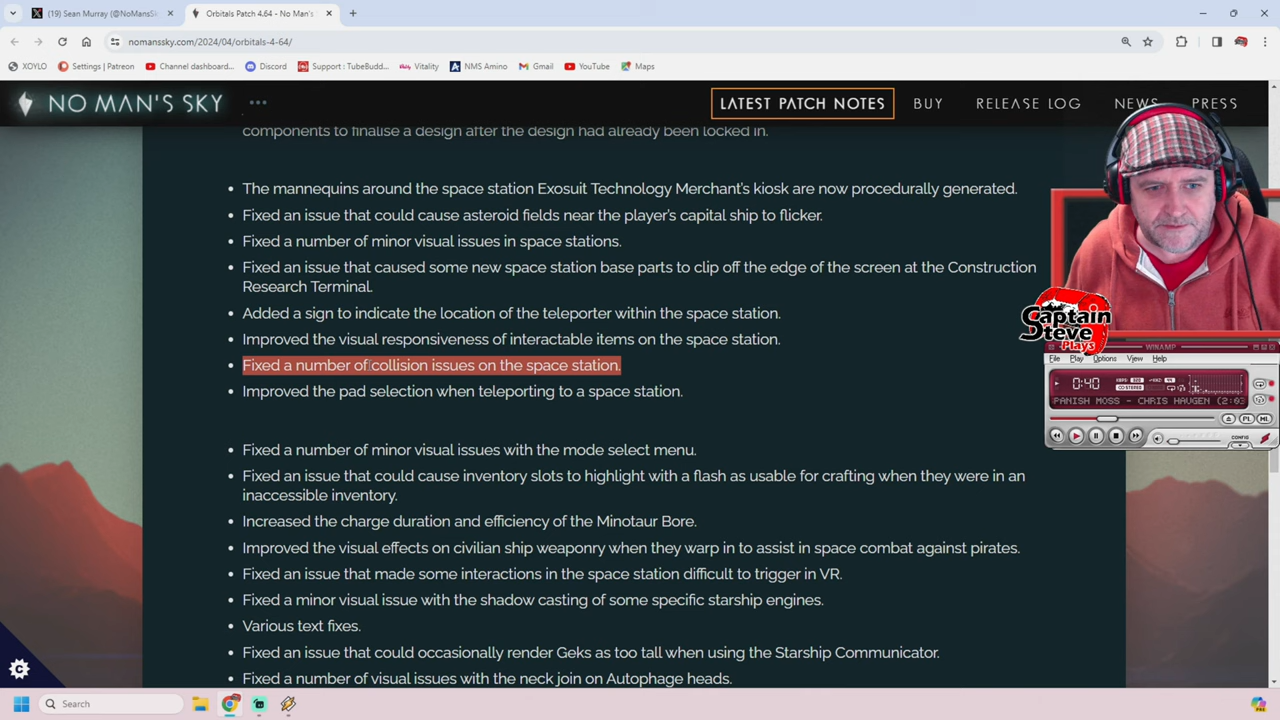 (19) Sean Murray (@NoMansSk
Orbitals Patch 4.64 - No Man's
nomanssky.com/2024/04/orbitals-4-64/
XOYLO
Settings | Patreon
Channel dashboard...
Discord
Support : TubeBudd...
Vitality
NMS Amino
Gmail
YouTube
Maps
NO MAN'S SKY
LATEST PATCH NOTES
BUY
RELEASE LOG
NEWS
PRESS
components to finalise a design after the design had already been locked in.
The mannequins around the space station Exosuit Technology Merchant's kiosk are now procedurally generated.
Fixed an issue that could cause asteroid fields near the player's capital ship to flicker.
Fixed a number of minor visual issues in space stations.
Fixed an issue that caused some new space station base parts to clip off the edge of the screen at the Construction
Research Terminal.
Added a sign to indicate the location of the teleporter within the space station.
Improved the visual responsiveness of interactable items on the space station.
Fixed a number of collision issues on the space station.
Improved the pad selection when teleporting to a space station.
Fixed a number of minor visual issues with the mode select menu.
Fixed an issue that could cause inventory slots to highlight with a flash as usable for crafting when they were in an
inaccessible inventory.
Increased the charge duration and efficiency of the Minotaur Bore.
Improved the visual effects on civilian ship weaponry when they warp in to assist in space combat against pirates.
Fixed an issue that made some interactions in the space station difficult to trigger in VR.
Fixed a minor visual issue with the shadow casting of some specific starship engines.
Various text fixes.
Fixed an issue that could occasionally render Geks as too tall when using the Starship Communicator.
Fixed a number of visual issues with the neck join on Autophage heads.
Captain
Steve
Plays
WINAMP
File Play Options View Help
0:40
PANISH MOSS - CHRIS HAUGEN (2:03
Search